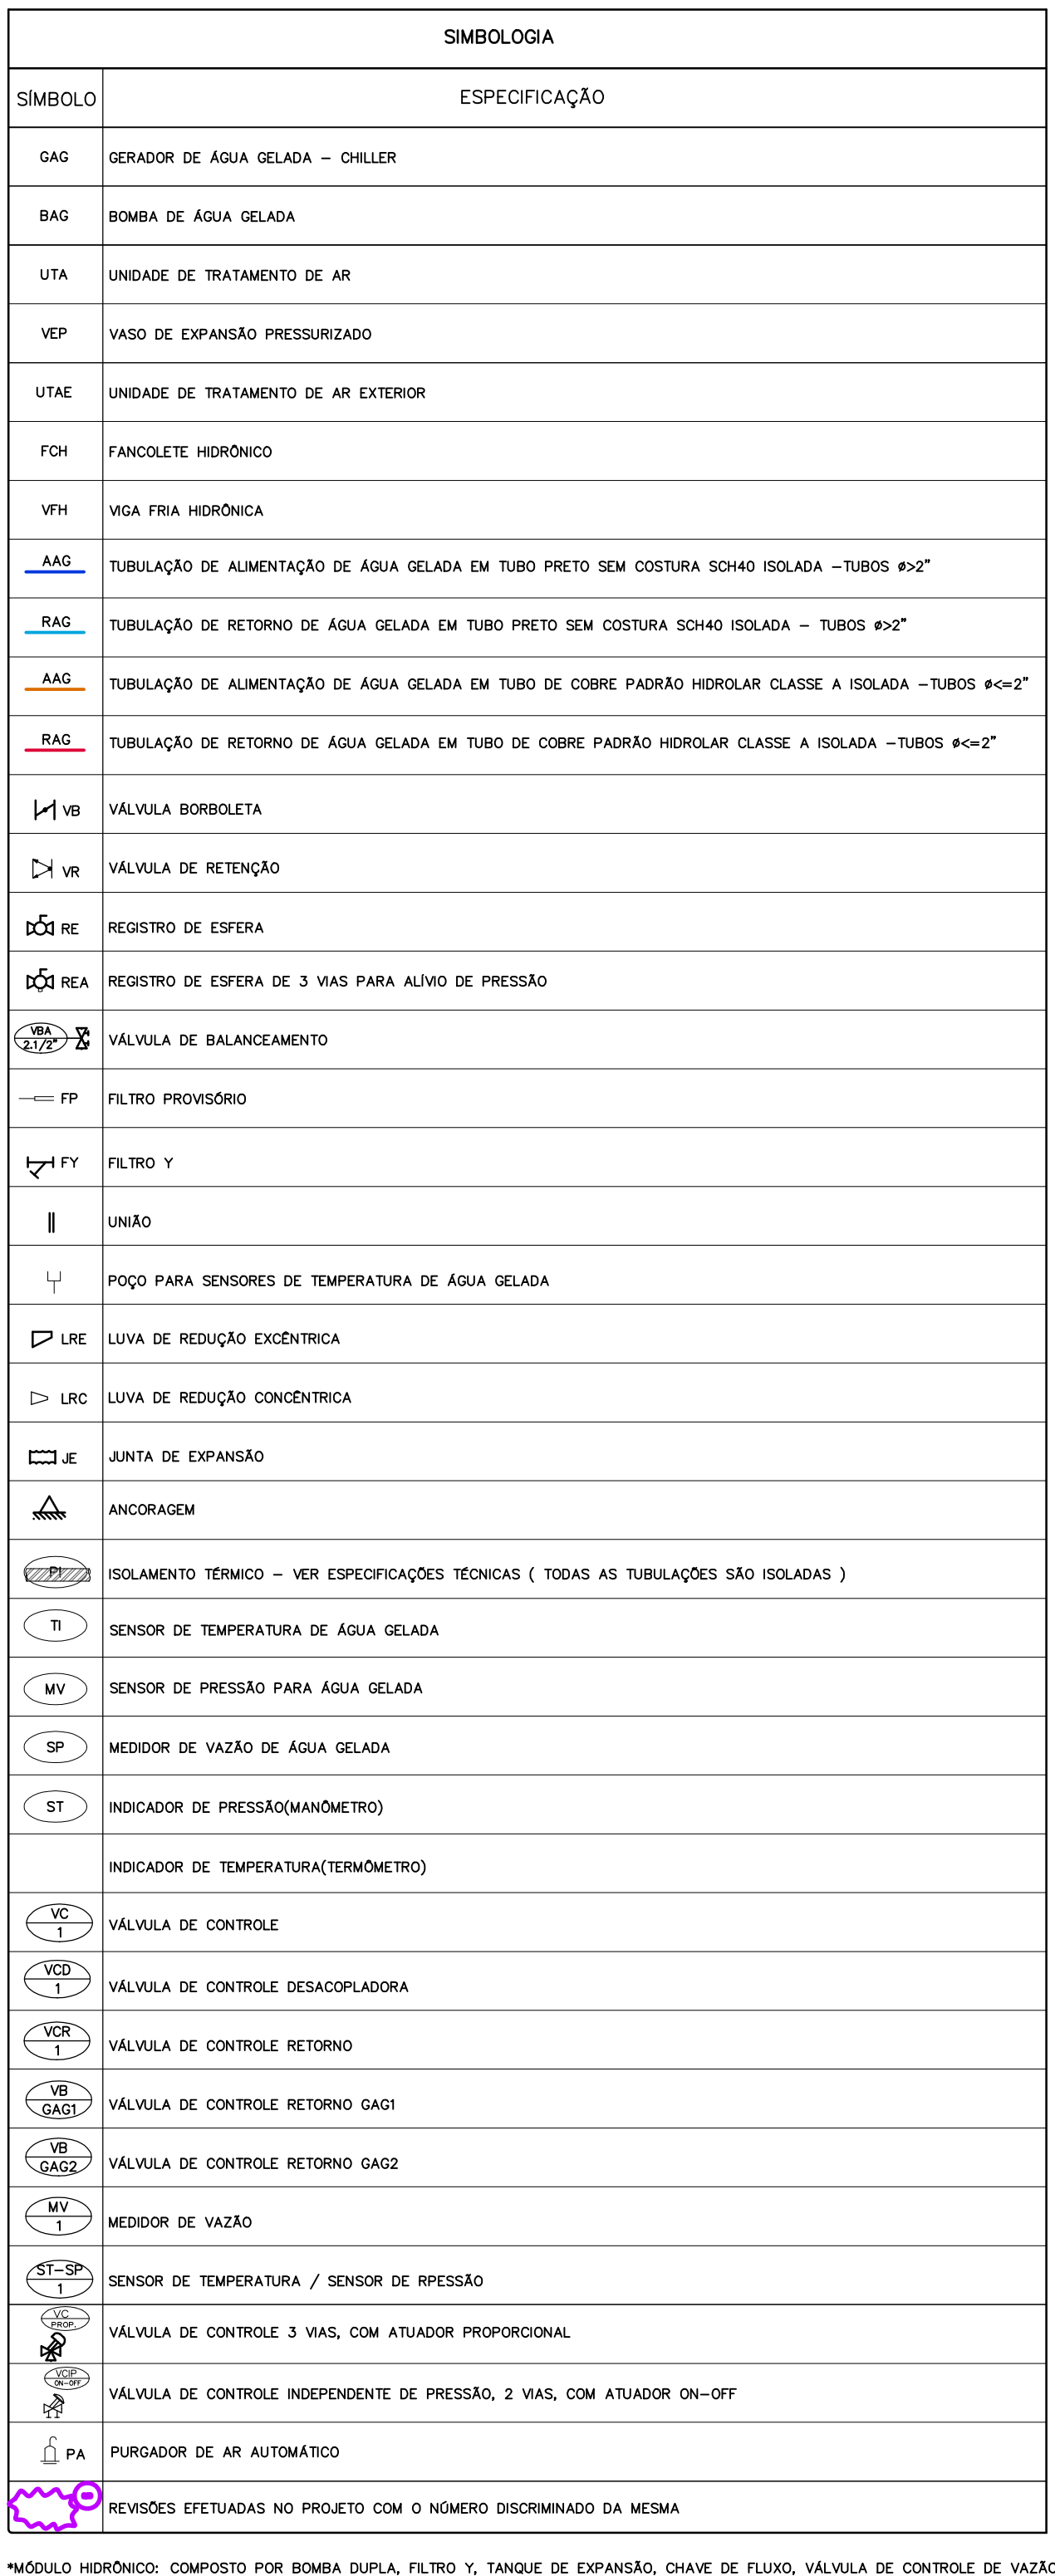 SIMBOLOGIA
SÍMBOLO ESPECIFICAÇÃO
GAG GERADOR DE ÁGUA GELADA – CHILLER
BAG BOMBA DE ÁGUA GELADA
UTA UNIDADE DE TRATAMENTO DE AR
VEP VASO DE EXPANSÃO PRESSURIZADO
UTAE UNIDADE DE TRATAMENTO DE AR EXTERIOR
FCH FANCOLETE HIDRÔNICO
VFH VIGA FRIA HIDRÔNICA
AAG TUBULAÇÃO DE ALIMENTAÇÃO DE ÁGUA GELADA EM TUBO PRETO SEM COSTURA SCH40 ISOLADA –TUBOS ø>2"
RAG TUBULAÇÃO DE RETORNO DE ÁGUA GELADA EM TUBO PRETO SEM COSTURA SCH40 ISOLADA – TUBOS ø>2"
AAG TUBULAÇÃO DE ALIMENTAÇÃO DE ÁGUA GELADA EM TUBO DE COBRE PADRÃO HIDROLAR CLASSE A ISOLADA –TUBOS ø<=2"
RAG TUBULAÇÃO DE RETORNO DE ÁGUA GELADA EM TUBO DE COBRE PADRÃO HIDROLAR CLASSE A ISOLADA –TUBOS ø<=2"
VB VÁLVULA BORBOLETA
VR VÁLVULA DE RETENÇÃO
RE REGISTRO DE ESFERA
REA REGISTRO DE ESFERA DE 3 VIAS PARA ALÍVIO DE PRESSÃO
VBA
2.1/2" VÁLVULA DE BALANCEAMENTO
FP FILTRO PROVISÓRIO
FY FILTRO Y
UNIÃO
POÇO PARA SENSORES DE TEMPERATURA DE ÁGUA GELADA
LRE LUVA DE REDUÇÃO EXCÊNTRICA
LRC LUVA DE REDUÇÃO CONCÊNTRICA
JE JUNTA DE EXPANSÃO
ANCORAGEM
PI ISOLAMENTO TÉRMICO – VER ESPECIFICAÇÕES TÉCNICAS ( TODAS AS TUBULAÇÕES SÃO ISOLADAS )
TI SENSOR DE TEMPERATURA DE ÁGUA GELADA
MV SENSOR DE PRESSÃO PARA ÁGUA GELADA
SP MEDIDOR DE VAZÃO DE ÁGUA GELADA
ST INDICADOR DE PRESSÃO(MANÔMETRO)
INDICADOR DE TEMPERATURA(TERMÔMETRO)
VC
1 VÁLVULA DE CONTROLE
VCD
1 VÁLVULA DE CONTROLE DESACOPLADORA
VCR
1 VÁLVULA DE CONTROLE RETORNO
VB
GAG1 VÁLVULA DE CONTROLE RETORNO GAG1
VB
GAG2 VÁLVULA DE CONTROLE RETORNO GAG2
MV
1 MEDIDOR DE VAZÃO
ST–SP
1 SENSOR DE TEMPERATURA / SENSOR DE RPESSÃO
VC
PROP. VÁLVULA DE CONTROLE 3 VIAS, COM ATUADOR PROPORCIONAL
VCIP
ON–OFF VÁLVULA DE CONTROLE INDEPENDENTE DE PRESSÃO, 2 VIAS, COM ATUADOR ON–OFF
PA PURGADOR DE AR AUTOMÁTICO
REVISÕES EFETUADAS NO PROJETO COM O NÚMERO DISCRIMINADO DA MESMA
*MÓDULO HIDRÔNICO: COMPOSTO POR BOMBA DUPLA, FILTRO Y, TANQUE DE EXPANSÃO, CHAVE DE FLUXO, VÁLVULA DE CONTROLE DE VAZÃO